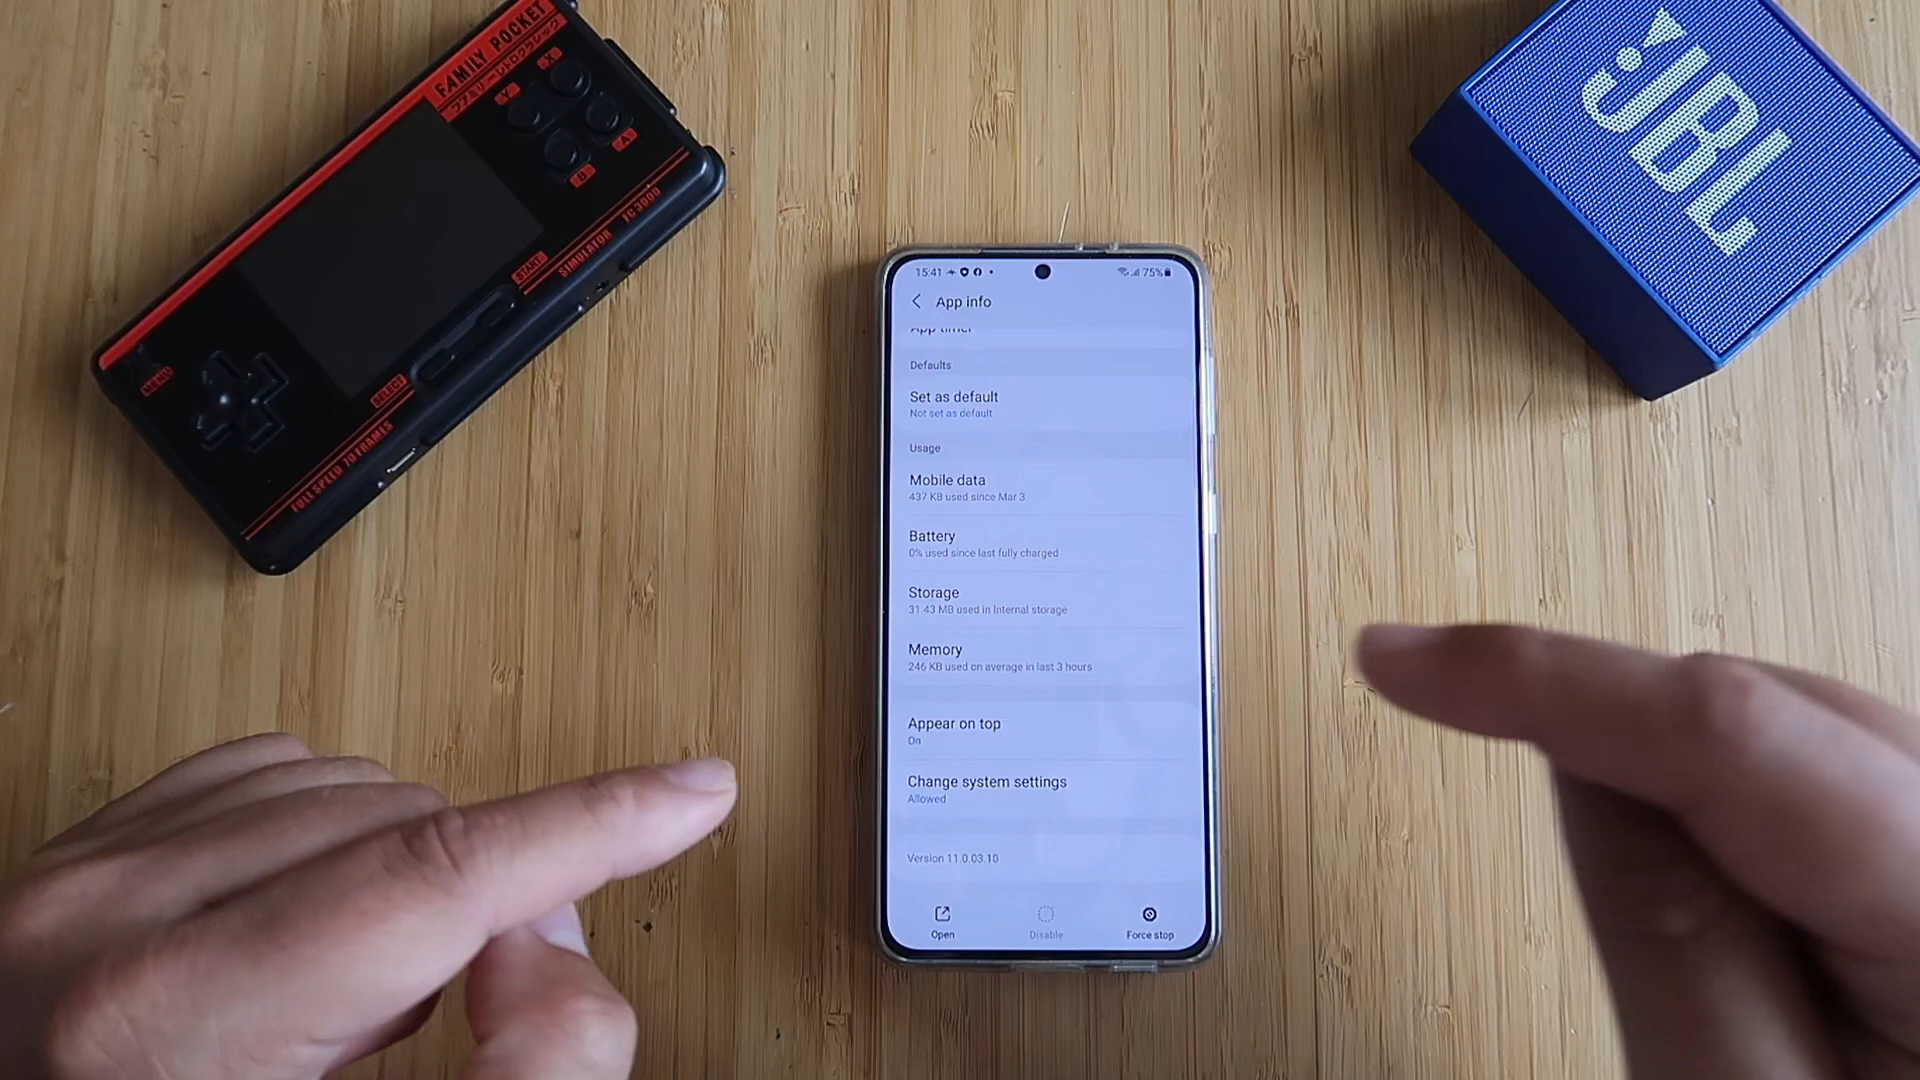 FAMILY POCKET
X
Y
A
B
START
SIMULATOR
FC3000
MENU
SELECT
FULL SPEED 70 FRAMES
JBL
15:41
75%
App info
App timer
Defaults
Set as default
Not set as default
Usage
Mobile data
437 KB used since Mar 3
Battery
0% used since last fully charged
Storage
31.43 MB used in Internal storage
Memory
246 KB used on average in last 3 hours
Appear on top
On
Change system settings
Allowed
Version 11.0.03.10
Open
Disable
Force stop